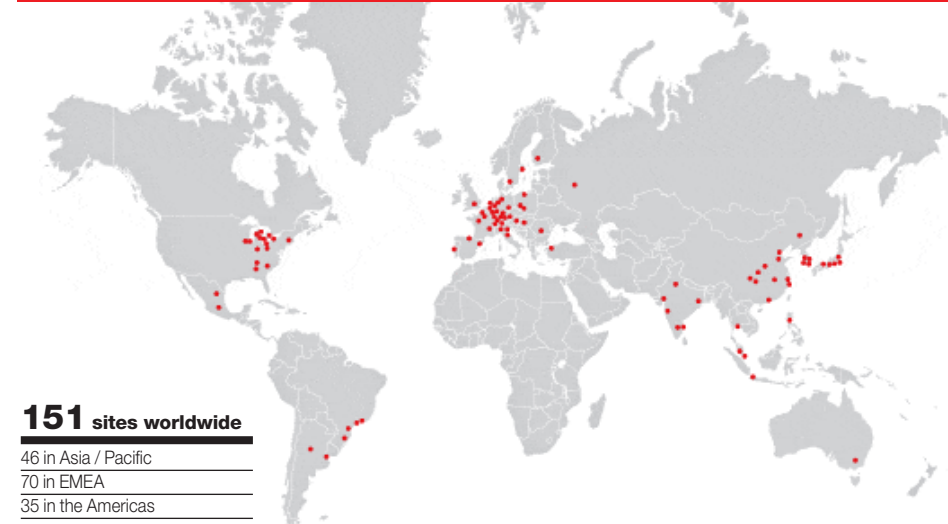 151 sites worldwide
46 in Asia / Pacific
70 in EMEA
35 in the Americas